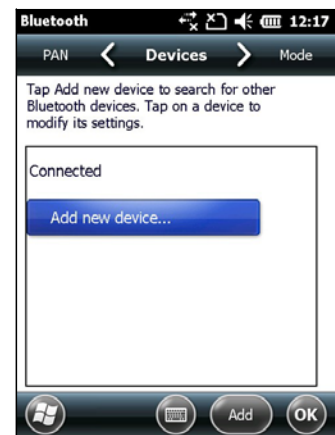 Bluetooth 12:17
PAN Devices Mode
Tap Add new device to search for other
Bluetooth devices. Tap on a device to
modify its settings.
Connected
Add new device...
Add OK